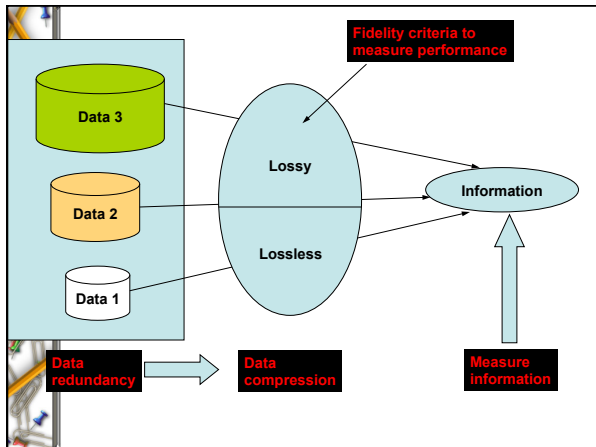 Fidelity criteria to
measure performance
Data 3
Lossy
Data 2
Information
Lossless
Data 1
Data
redundancy
Data
compression
Measure
information